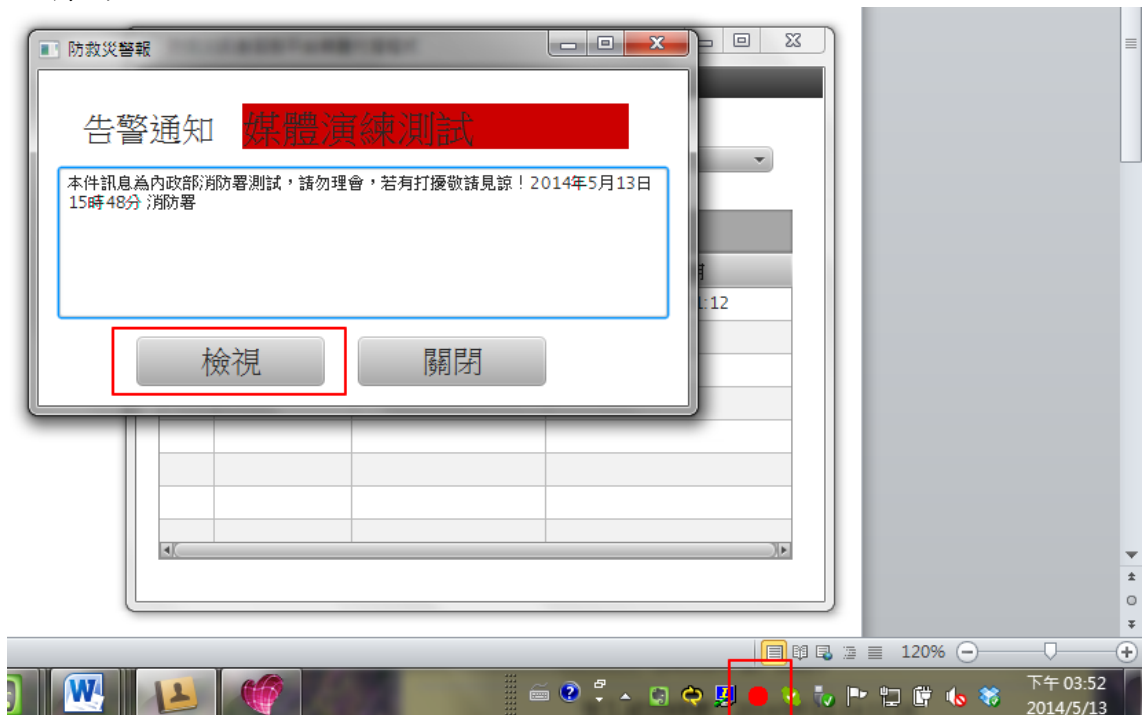 防救災警報
告警通知 媒體演練測試
本件訊息為內政部消防署測試，請勿理會，若有打擾敬請見諒！2014年5月13日
15時48分 消防署
:12
檢視
關閉
120%
下午 03:52
2014/5/13